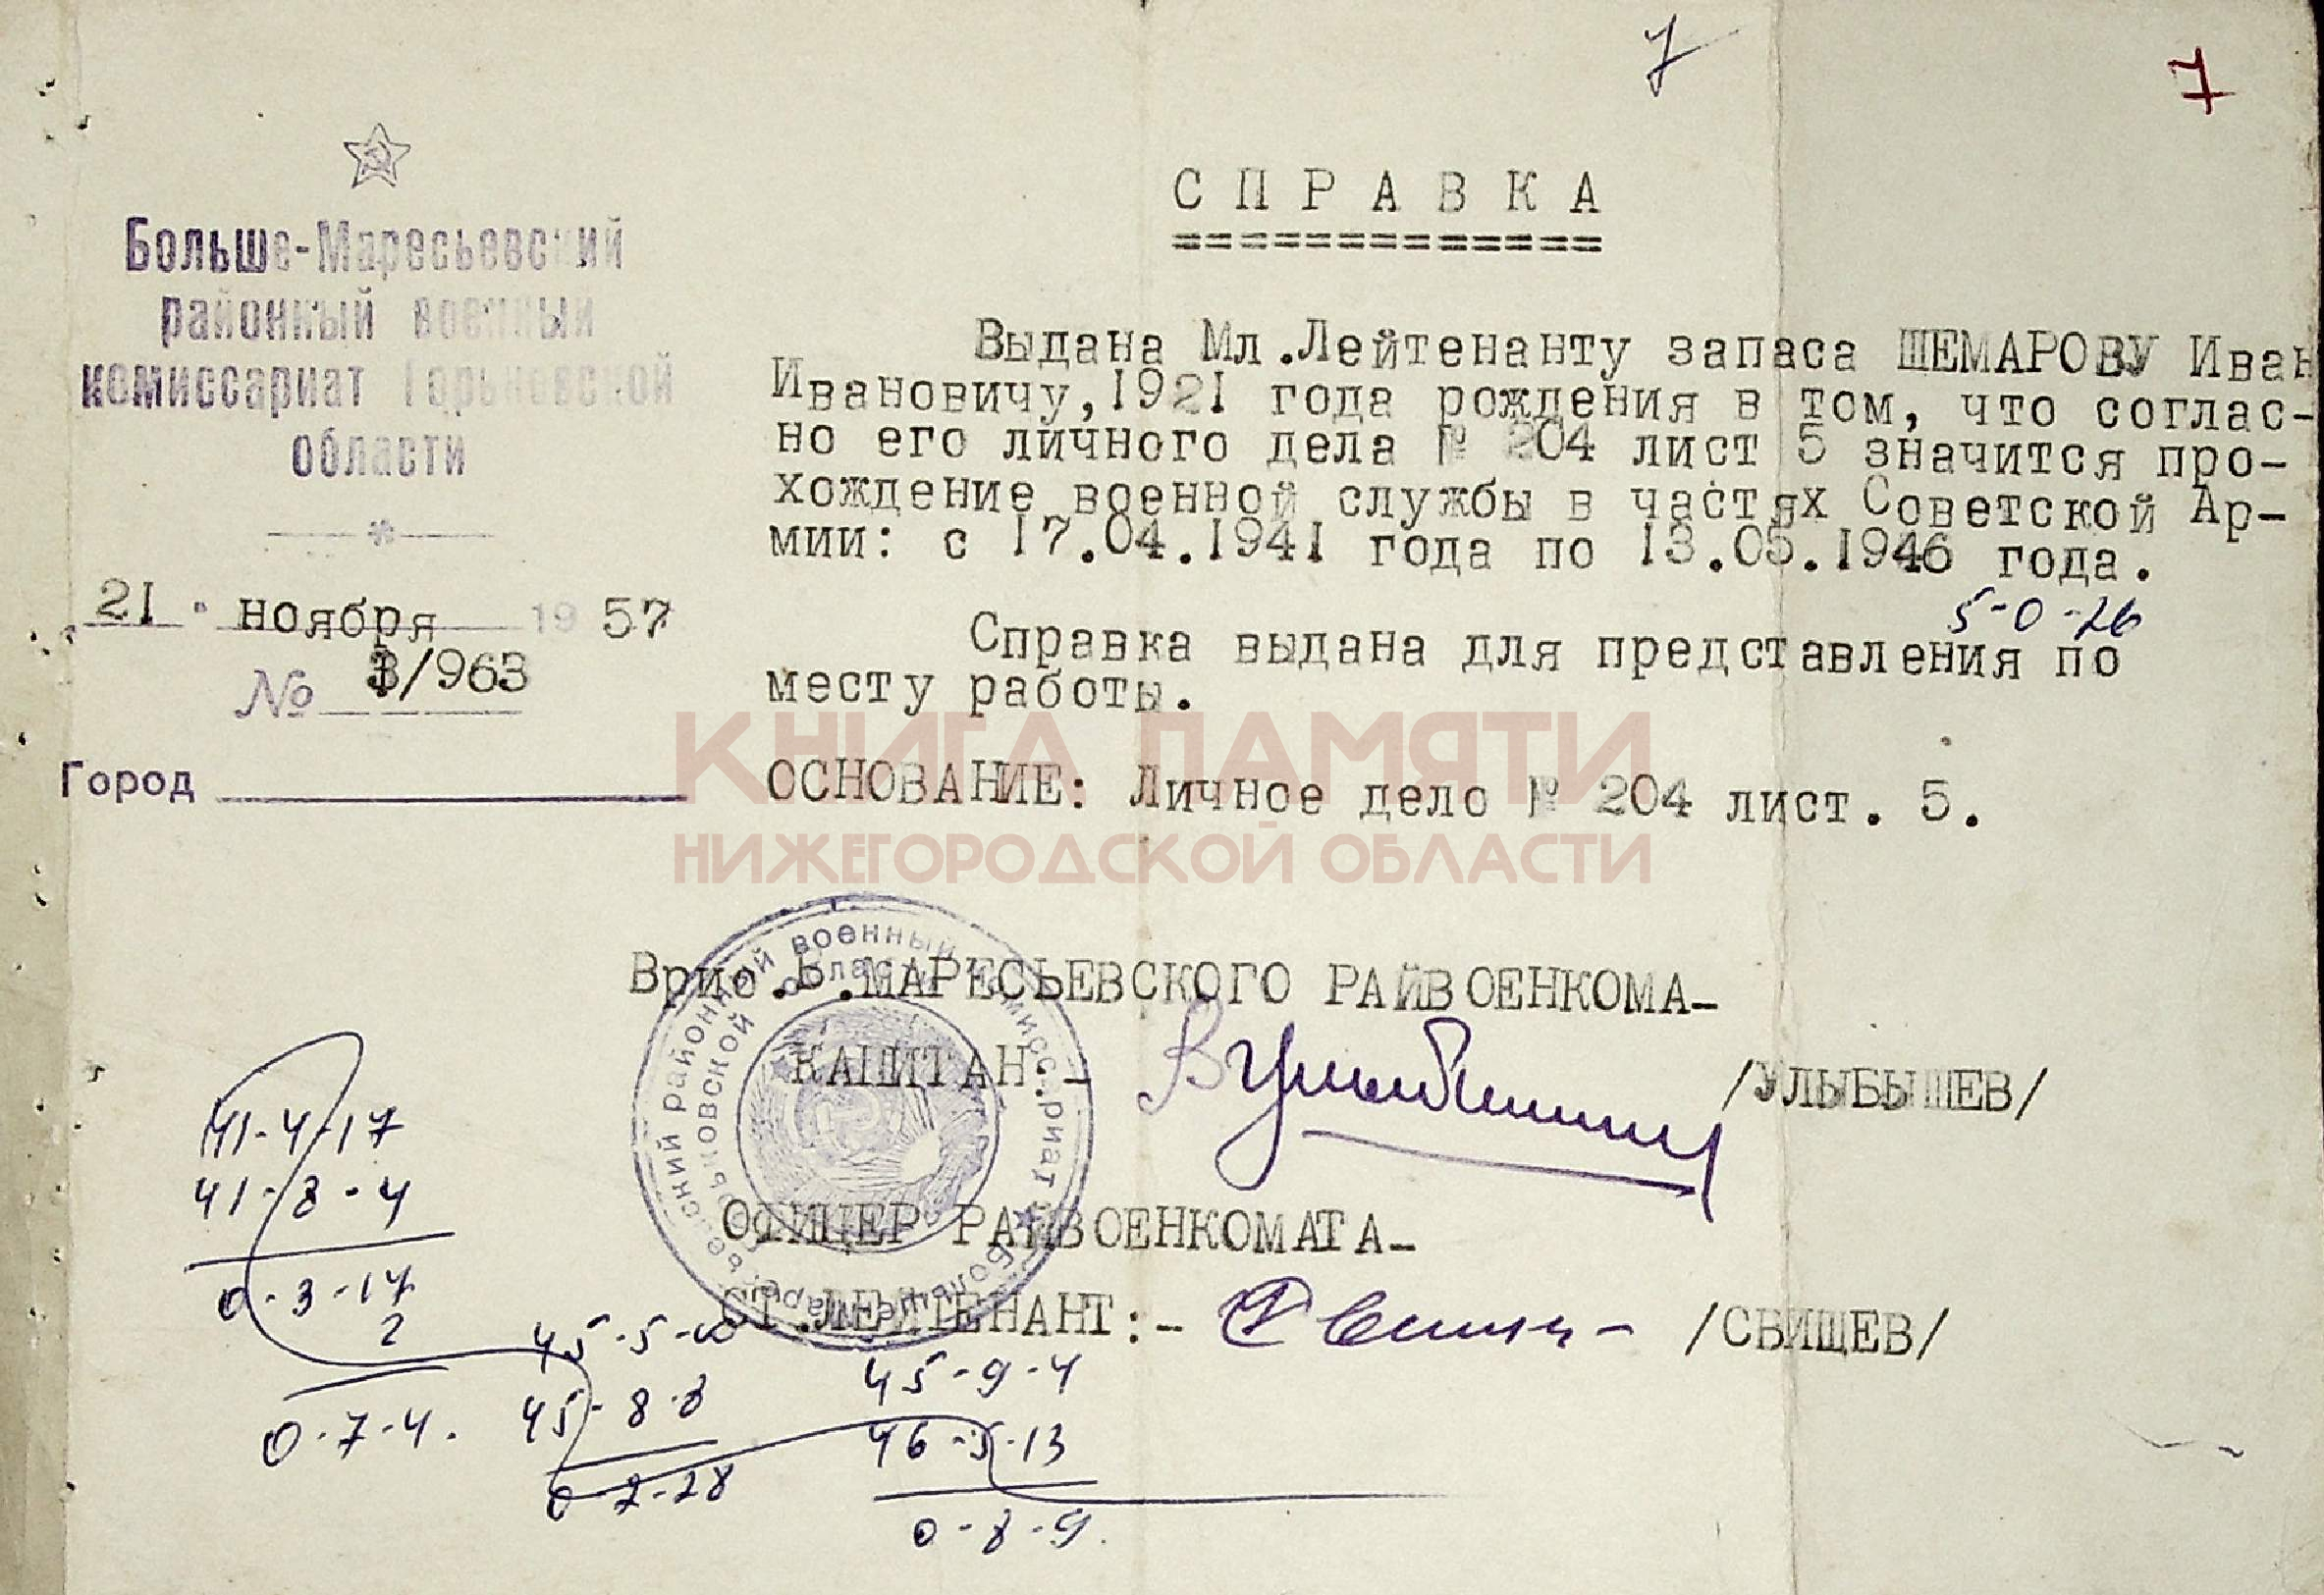 7
7
Больше-Маресьевский
районный военный
комиссариат Горьковской
области
21 ноября 1957
№ 3/963
Город
СПРАВКА
=============
Выдана Мл.Лейтенанту запаса ШЕМАРОВУ Иван
Ивановичу,1921 года рождения в том, что соглас-
но его личного дела № 204 лист 5 значится про-
хождение военной службы в частях Советской Ар-
мии: с 17.04.1941 года по 13.05.1946 года.
5-0-26
Справка выдана для представления по
месту работы.
ОСНОВАНИЕ: Личное дело № 204 лист. 5.
КНИГА ПАМЯТИ
НИЖЕГОРОДСКОЙ ОБЛАСТИ
Врио.Б.МАРЕСЬЕВСКОГО РАЙВОЕНКОМА-
КАПИТАН.-
/УЛЫБЫШЕВ/
ОФИЦЕР РАЙВОЕНКОМАТА-
СТ.ЛЕЙТЕНАНТ:-
/СВИЩЕВ/
районный военный
области
41-4-17
41-8-4
0-3-17
2
0-7-4.
45-5-
45-8-8
0-2-28
45-9-4
46-5-13
0-8-9.